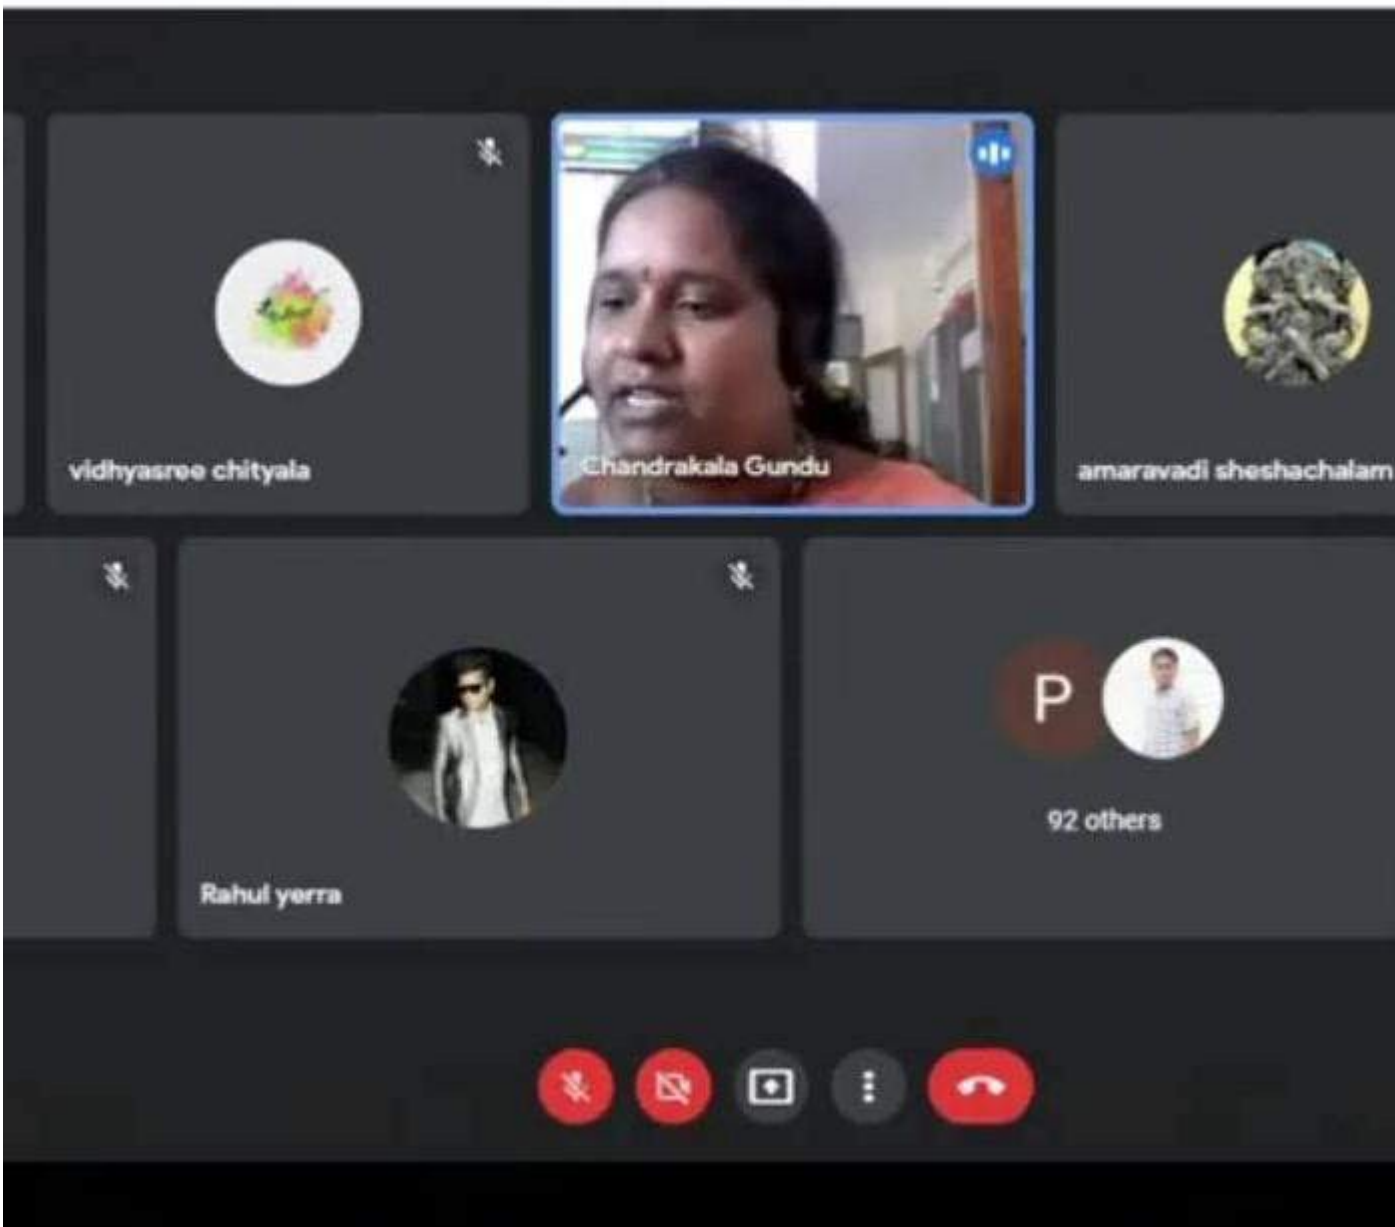 vidhyasree chityala
Chandrakala Gundu
amaravadi sheshachalam
Rahul yerra
P
92 others